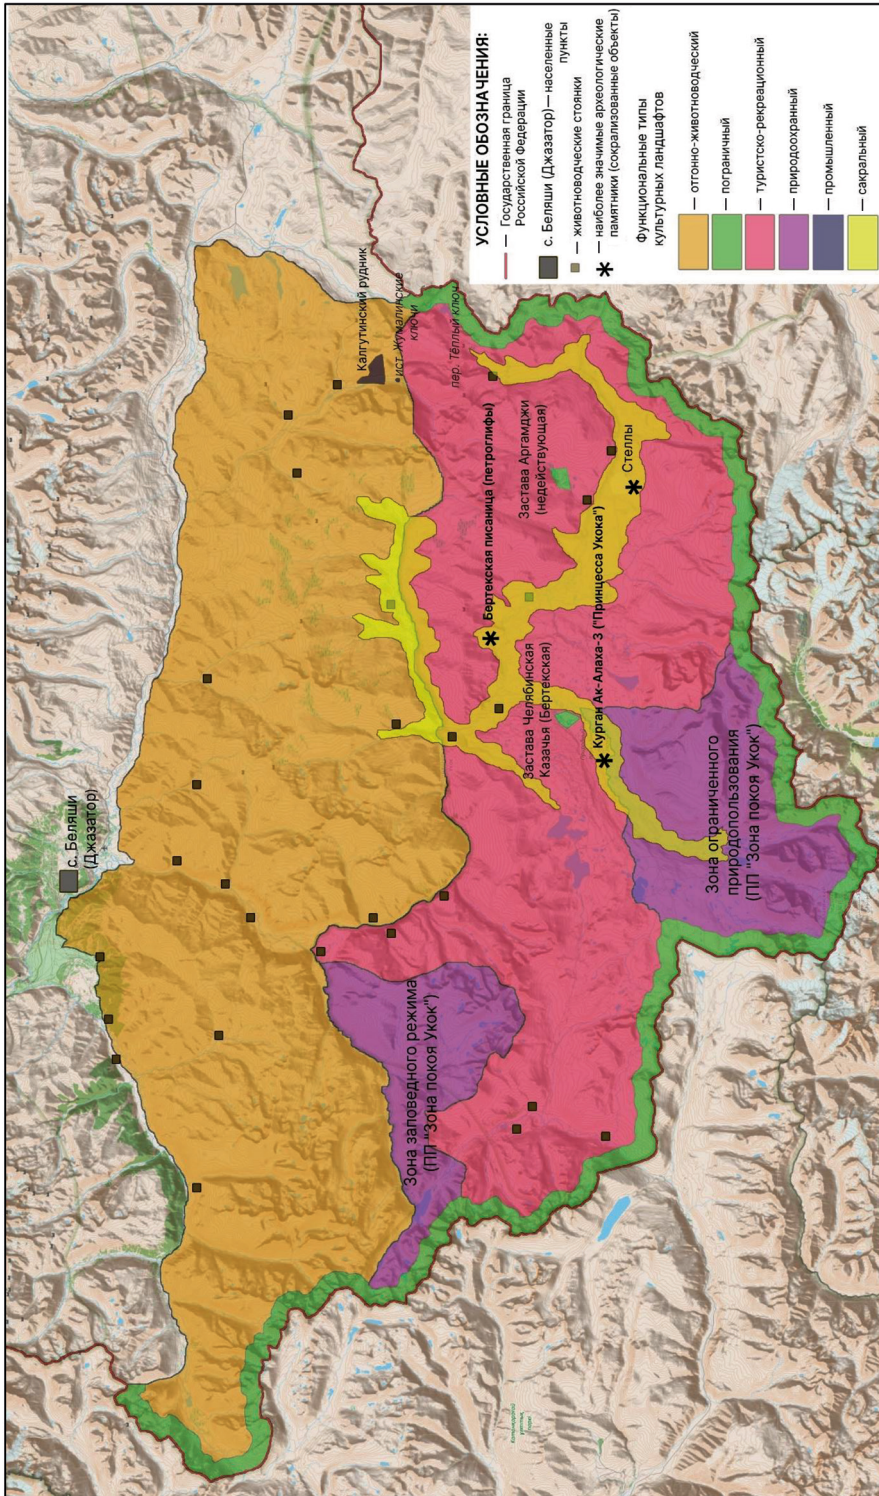 УСЛОВНЫЕ ОБОЗНАЧЕНИЯ:
— Государственная граница
Российской Федерации
с. Беляши (Джазатор) — населенные
пункты
— животноводческие стоянки
— наиболее значимые археологические
памятники (сокрализованные объекты)
Функциональные типы
культурных ландшафтов
— отгонно-животноводческий
— пограничный
— туристско-рекреационный
— природоохранный
— промышленный
— сакральный
с. Беляши
(Джазатор)
Калгутинский рудник
ист. Жумалинские
ключи
пер. Тёплый ключ
Бертекская писаница (петроглифы)
Застава Аргамджи
(недействующая)
Стеллы
Застава Челябинская
Казачья (Бертекская)
Курган Ак-Алаха-3 ("Принцесса Укока")
Зона заповедного режима
(ПП "Зона покоя Укок")
Зона ограниченного
природопользования
(ПП "Зона покоя Укок")